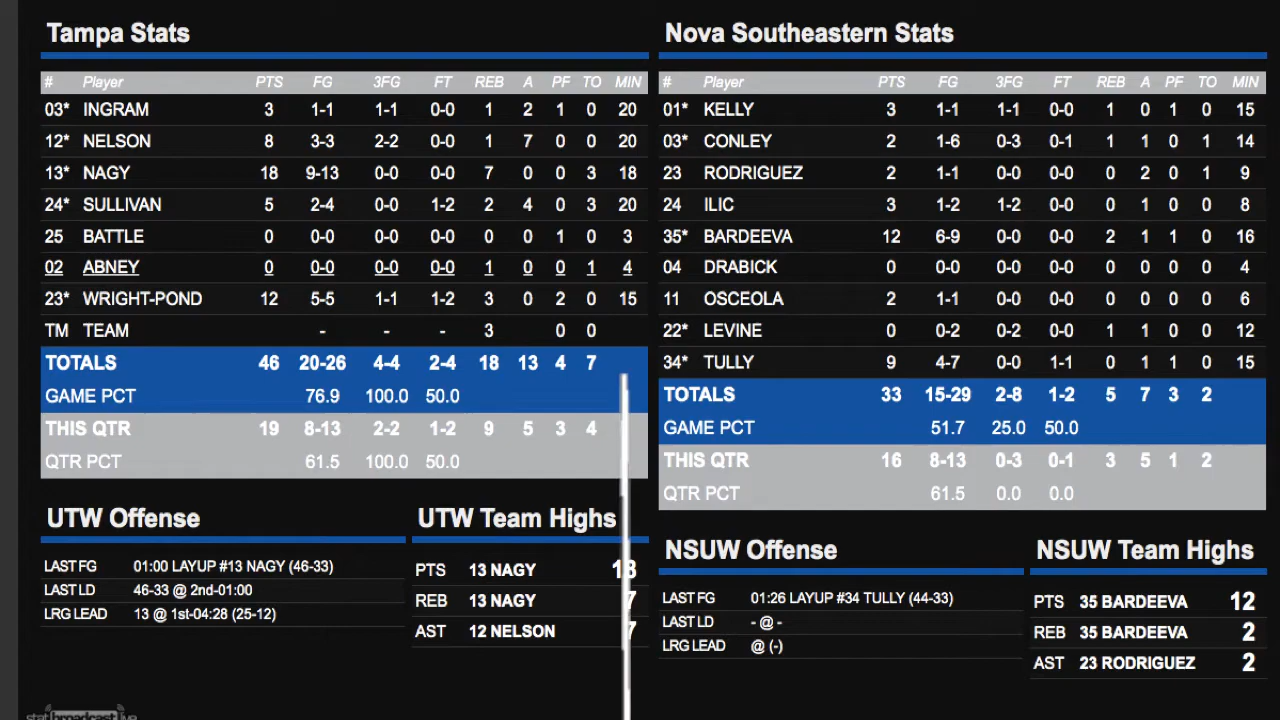 Tampa Stats
# Player PTS FG 3FG FT REB A PF TO MIN
03* INGRAM 3 1-1 1-1 0-0 1 2 1 0 20
12* NELSON 8 3-3 2-2 0-0 1 7 0 0 20
13* NAGY 18 9-13 0-0 0-0 7 0 0 3 18
24* SULLIVAN 5 2-4 0-0 1-2 2 4 0 3 20
25 BATTLE 0 0-0 0-0 0-0 0 0 1 0 3
02 ABNEY 0 0-0 0-0 0-0 1 0 0 1 4
23* WRIGHT-POND 12 5-5 1-1 1-2 3 0 2 0 15
TM TEAM - - - 3 0 0
TOTALS 46 20-26 4-4 2-4 18 13 4 7
GAME PCT 76.9 100.0 50.0
THIS QTR 19 8-13 2-2 1-2 9 5 3 4
QTR PCT 61.5 100.0 50.0
UTW Offense
LAST FG 01:00 LAYUP #13 NAGY (46-33)
LAST LD 46-33 @ 2nd-01:00
LRG LEAD 13 @ 1st-04:28 (25-12)
UTW Team Highs
PTS 13 NAGY 18
REB 13 NAGY 7
AST 12 NELSON 7
Nova Southeastern Stats
# Player PTS FG 3FG FT REB A PF TO MIN
01* KELLY 3 1-1 1-1 0-0 1 0 1 0 15
03* CONLEY 2 1-6 0-3 0-1 1 1 0 1 14
23 RODRIGUEZ 2 1-1 0-0 0-0 0 2 0 1 9
24 ILIC 3 1-2 1-2 0-0 0 1 0 0 8
35* BARDEEVA 12 6-9 0-0 0-0 2 1 1 0 16
04 DRABICK 0 0-0 0-0 0-0 0 0 0 0 4
11 OSCEOLA 2 1-1 0-0 0-0 0 0 0 0 6
22* LEVINE 0 0-2 0-2 0-0 1 1 0 0 12
34* TULLY 9 4-7 0-0 1-1 0 1 1 0 15
TOTALS 33 15-29 2-8 1-2 5 7 3 2
GAME PCT 51.7 25.0 50.0
THIS QTR 16 8-13 0-3 0-1 3 5 1 2
QTR PCT 61.5 0.0 0.0
NSUW Offense
LAST FG 01:26 LAYUP #34 TULLY (44-33)
LAST LD - @ -
LRG LEAD @ (-)
NSUW Team Highs
PTS 35 BARDEEVA 12
REB 35 BARDEEVA 2
AST 23 RODRIGUEZ 2